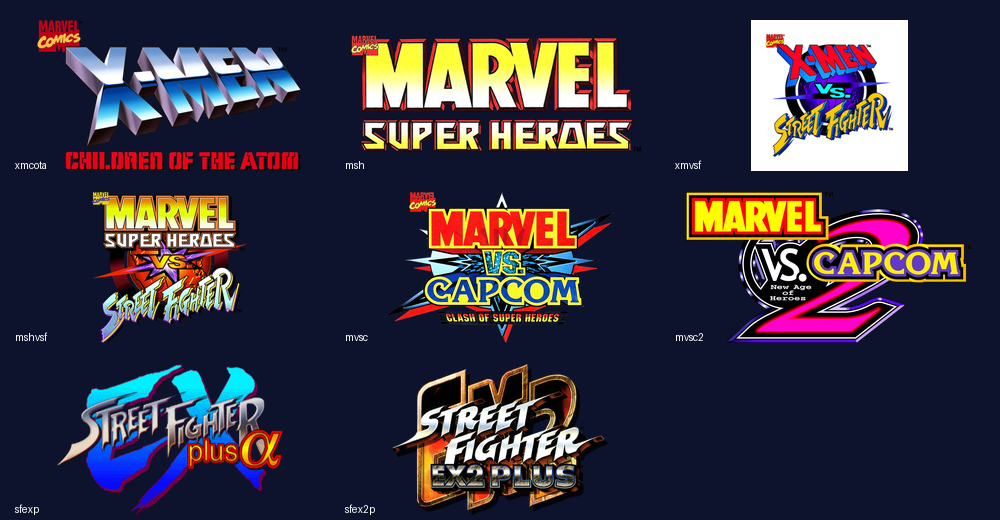 MARVEL
COMICS
X-MEN
CHILDREN OF THE ATOM
xmcota
MARVEL
COMICS
MARVEL
SUPER HEROES
msh
MARVEL
COMICS
X-MEN
VS.
STREET FIGHTER
xmvsf
MARVEL
COMICS
MARVEL
SUPER HEROES
VS.
STREET FIGHTER
mshvsf
MARVEL
COMICS
MARVEL
VS.
CAPCOM
CLASH OF SUPER HEROES
mvsc
MARVEL
VS. CAPCOM
2
New Age
of
Heroes
mvsc2
EX
STREET FIGHTER
plus α
sfexp
EX2
STREET
FIGHTER
EX2 PLUS
sfex2p